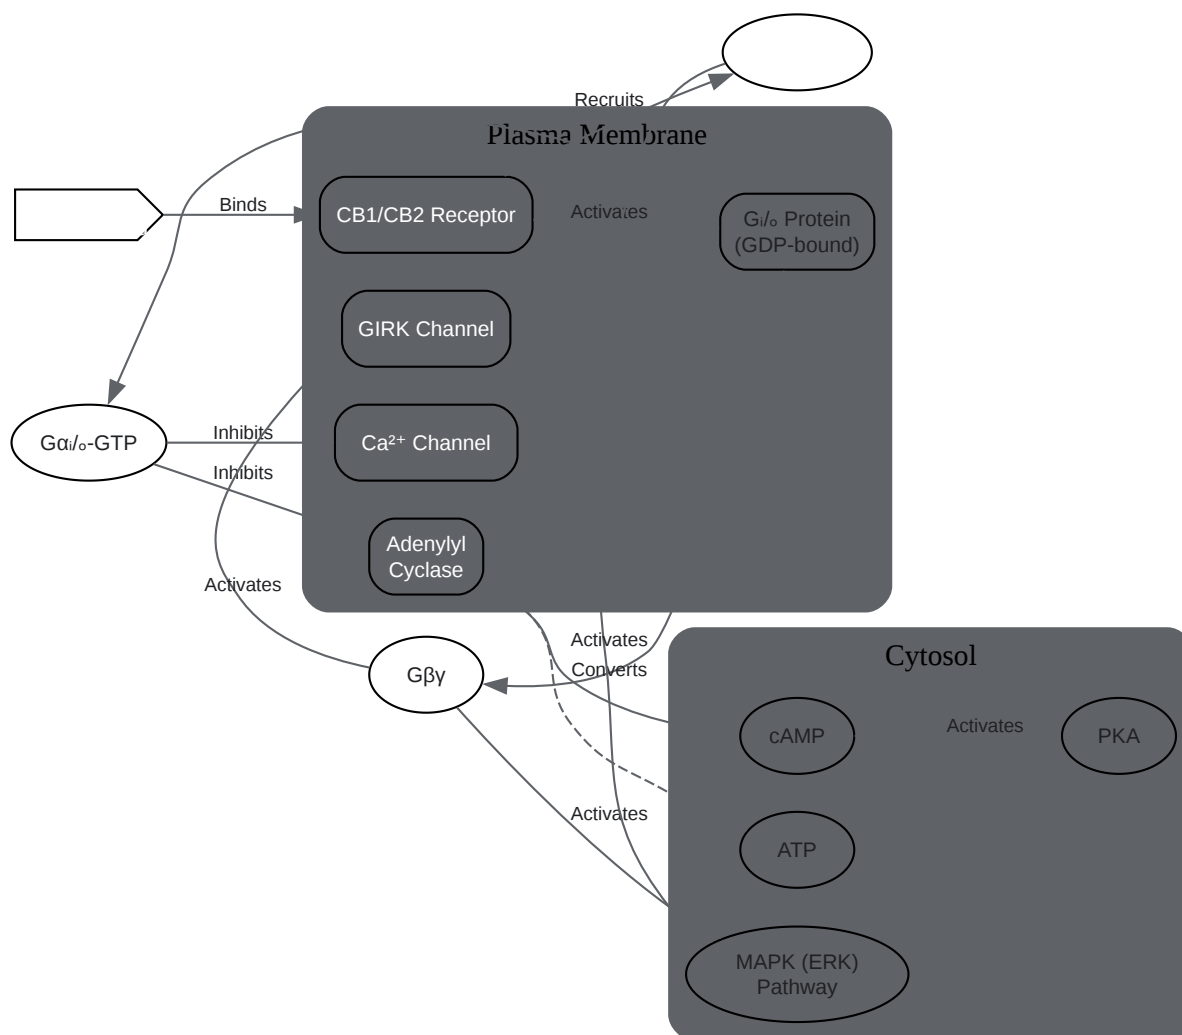 Recruits
Plasma Membrane
Binds
CB1/CB2 Receptor
Activates
Gᵢ/ₒ Protein
(GDP-bound)
GIRK Channel
Gαᵢ/ₒ-GTP
Inhibits
Ca²⁺ Channel
Inhibits
Adenylyl
Cyclase
Activates
Activates
Converts
Gβγ
Cytosol
cAMP
Activates
PKA
Activates
ATP
MAPK (ERK)
Pathway